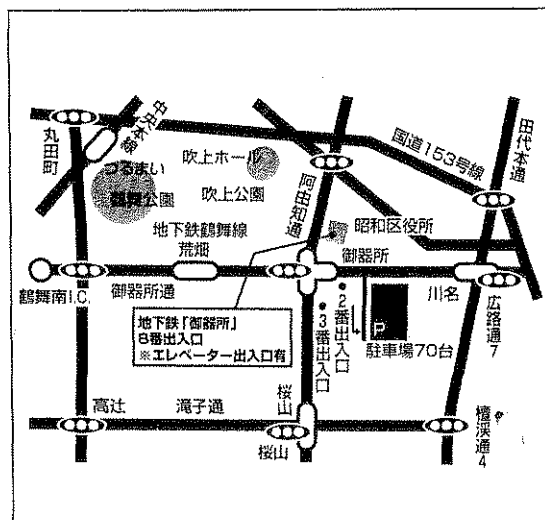 丸田町
中央本線
つるまい
鶴舞公園
吹上ホール
吹上公園
阿由知通
国道153号線
田代本通
昭和区役所
地下鉄鶴舞線
荒畑
御器所
鶴舞南I.C.
御器所通
川名
広路通7
地下鉄「御器所」
8番出入口
※エレベーター出入口有
3番出入口
2番出入口
P
駐車場70台
高辻
滝子通
桜山
桜山
檀渓通4